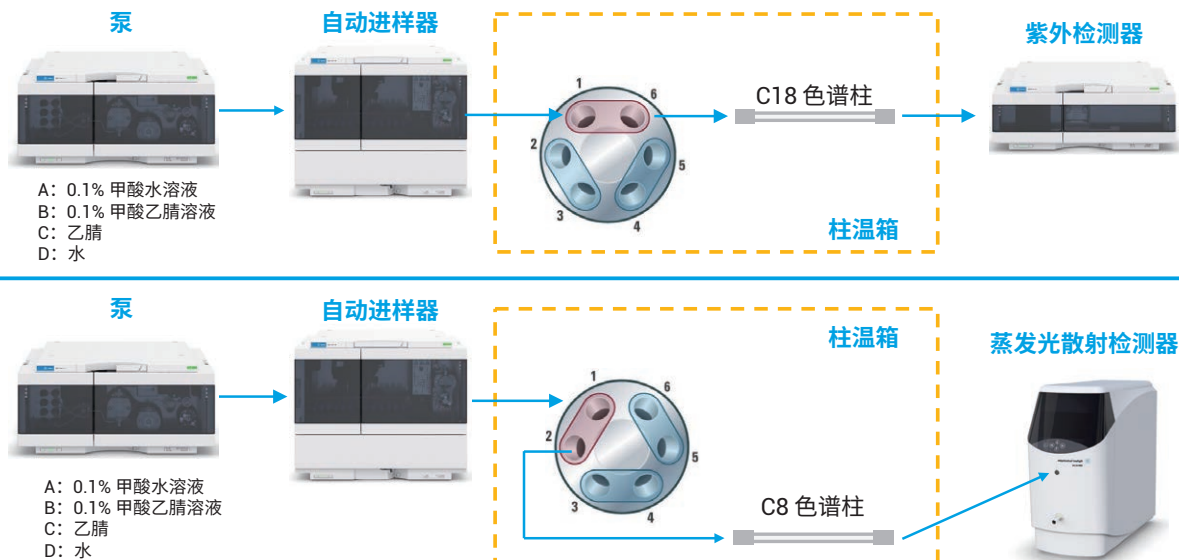 泵
自动进样器
紫外检测器
1
6
2
5
3
4
C18 色谱柱
A：0.1% 甲酸水溶液
B：0.1% 甲酸乙腈溶液
C：乙腈
D：水
柱温箱
泵
自动进样器
柱温箱
蒸发光散射检测器
1
6
2
5
3
4
C8 色谱柱
A：0.1% 甲酸水溶液
B：0.1% 甲酸乙腈溶液
C：乙腈
D：水